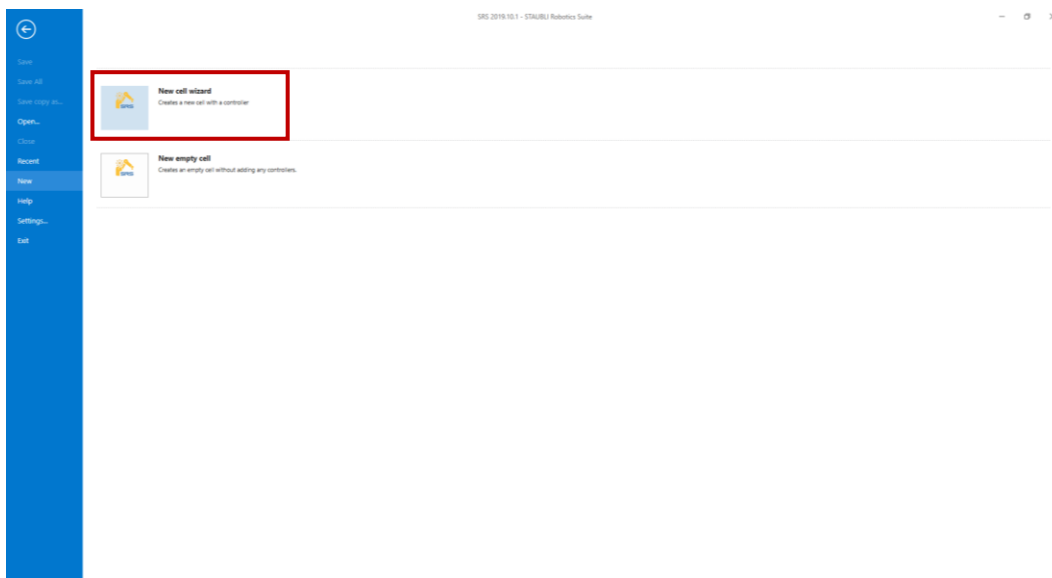 SRS 2019.10.1 - STAUBLI Robotics Suite
Save
Save All
Save copy as...
Open...
Close
Recent
New
Help
Settings...
Exit
New cell wizard
Creates a new cell with a controller
New empty cell
Creates an empty cell without adding any controllers.